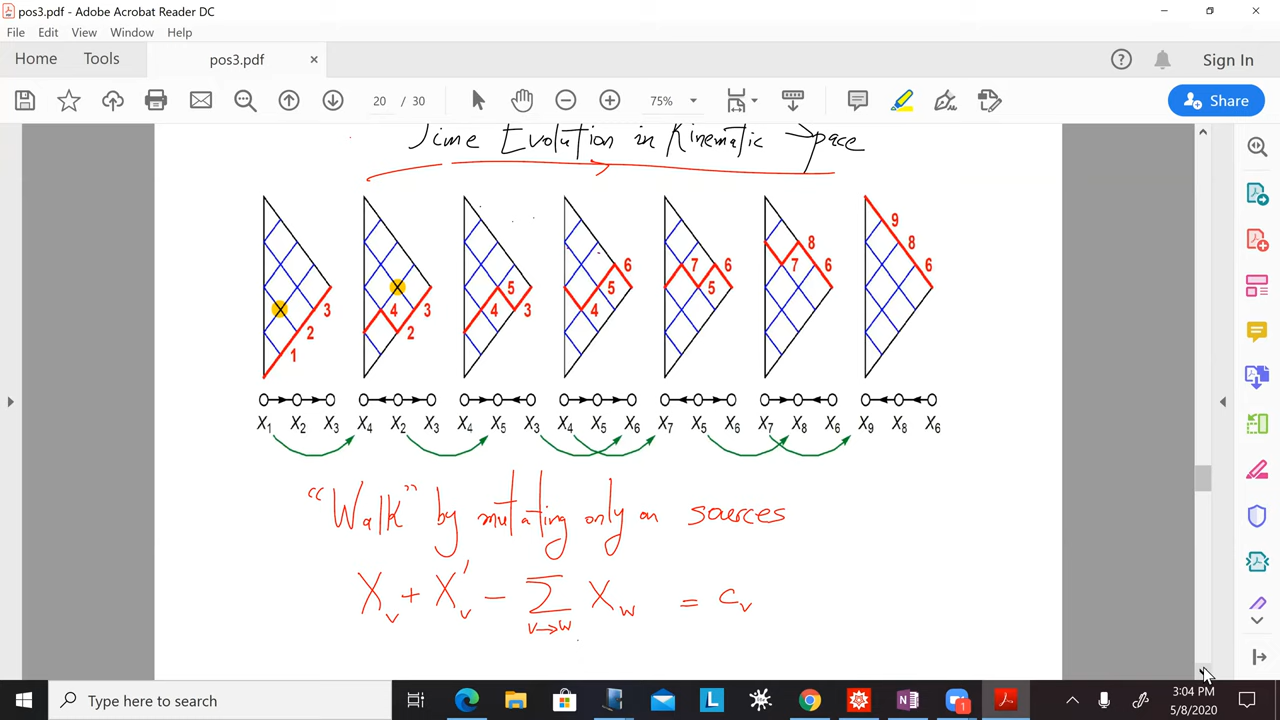 pos3.pdf - Adobe Acrobat Reader DC
File Edit View Window Help
Home Tools pos3.pdf × ? Sign In
20 / 30 75% Share
Time Evolution in Kinematic Space
9
8 8
6 7 6 7 6 6
X X 5 5 5
4 3 4 3 4
3 2 2
1
X₁ X₂ X₃ X₄ X₂ X₃ X₄ X₅ X₃ X₄ X₅ X₆ X₇ X₅ X₆ X₇ X₈ X₆ X₉ X₈ X₆
"Walk" by mutating only on sources
Xᵥ + Xᵥ′ − Σ X_w = cᵥ
v→w
Type here to search
L N 1
3:04 PM
5/8/2020